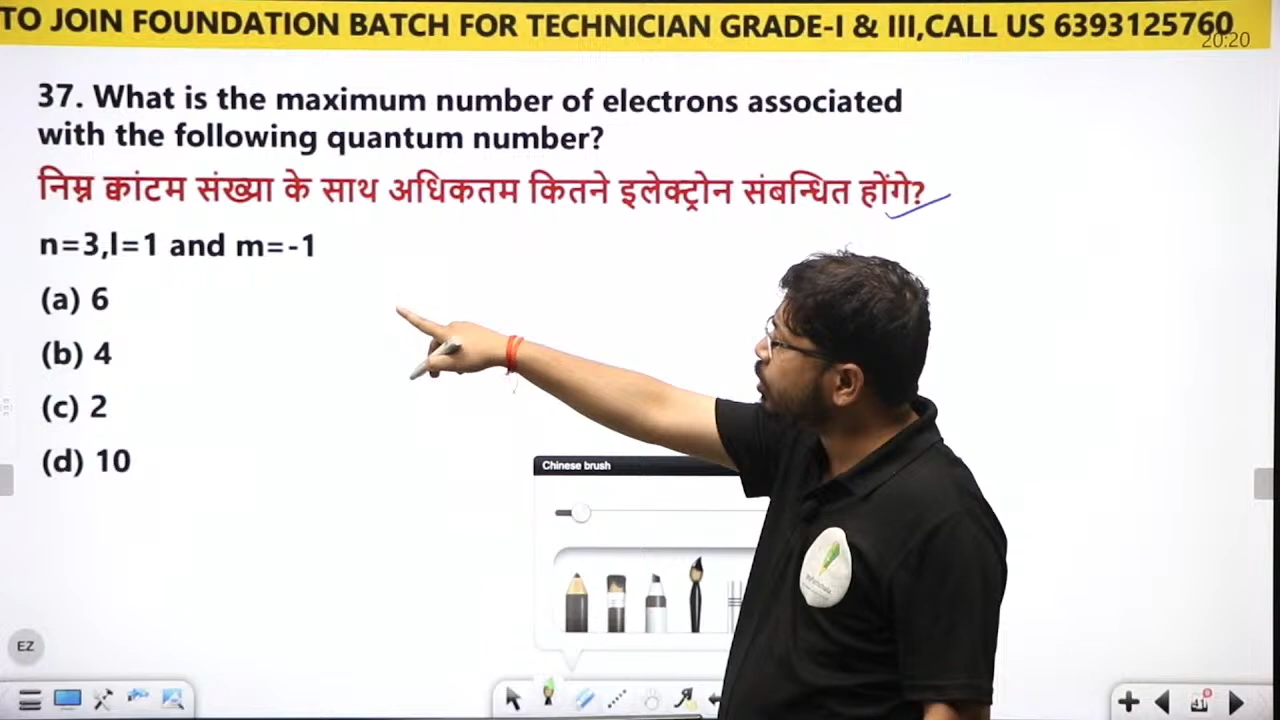 TO JOIN FOUNDATION BATCH FOR TECHNICIAN GRADE-I & III,CALL US 6393125760
20:20
37. What is the maximum number of electrons associated
with the following quantum number?
निम्न क्वांटम संख्या के साथ अधिकतम कितने इलेक्ट्रोन संबन्धित होंगे?
n=3,l=1 and m=-1
(a) 6
(b) 4
(c) 2
(d) 10
Chinese brush
EZ
41